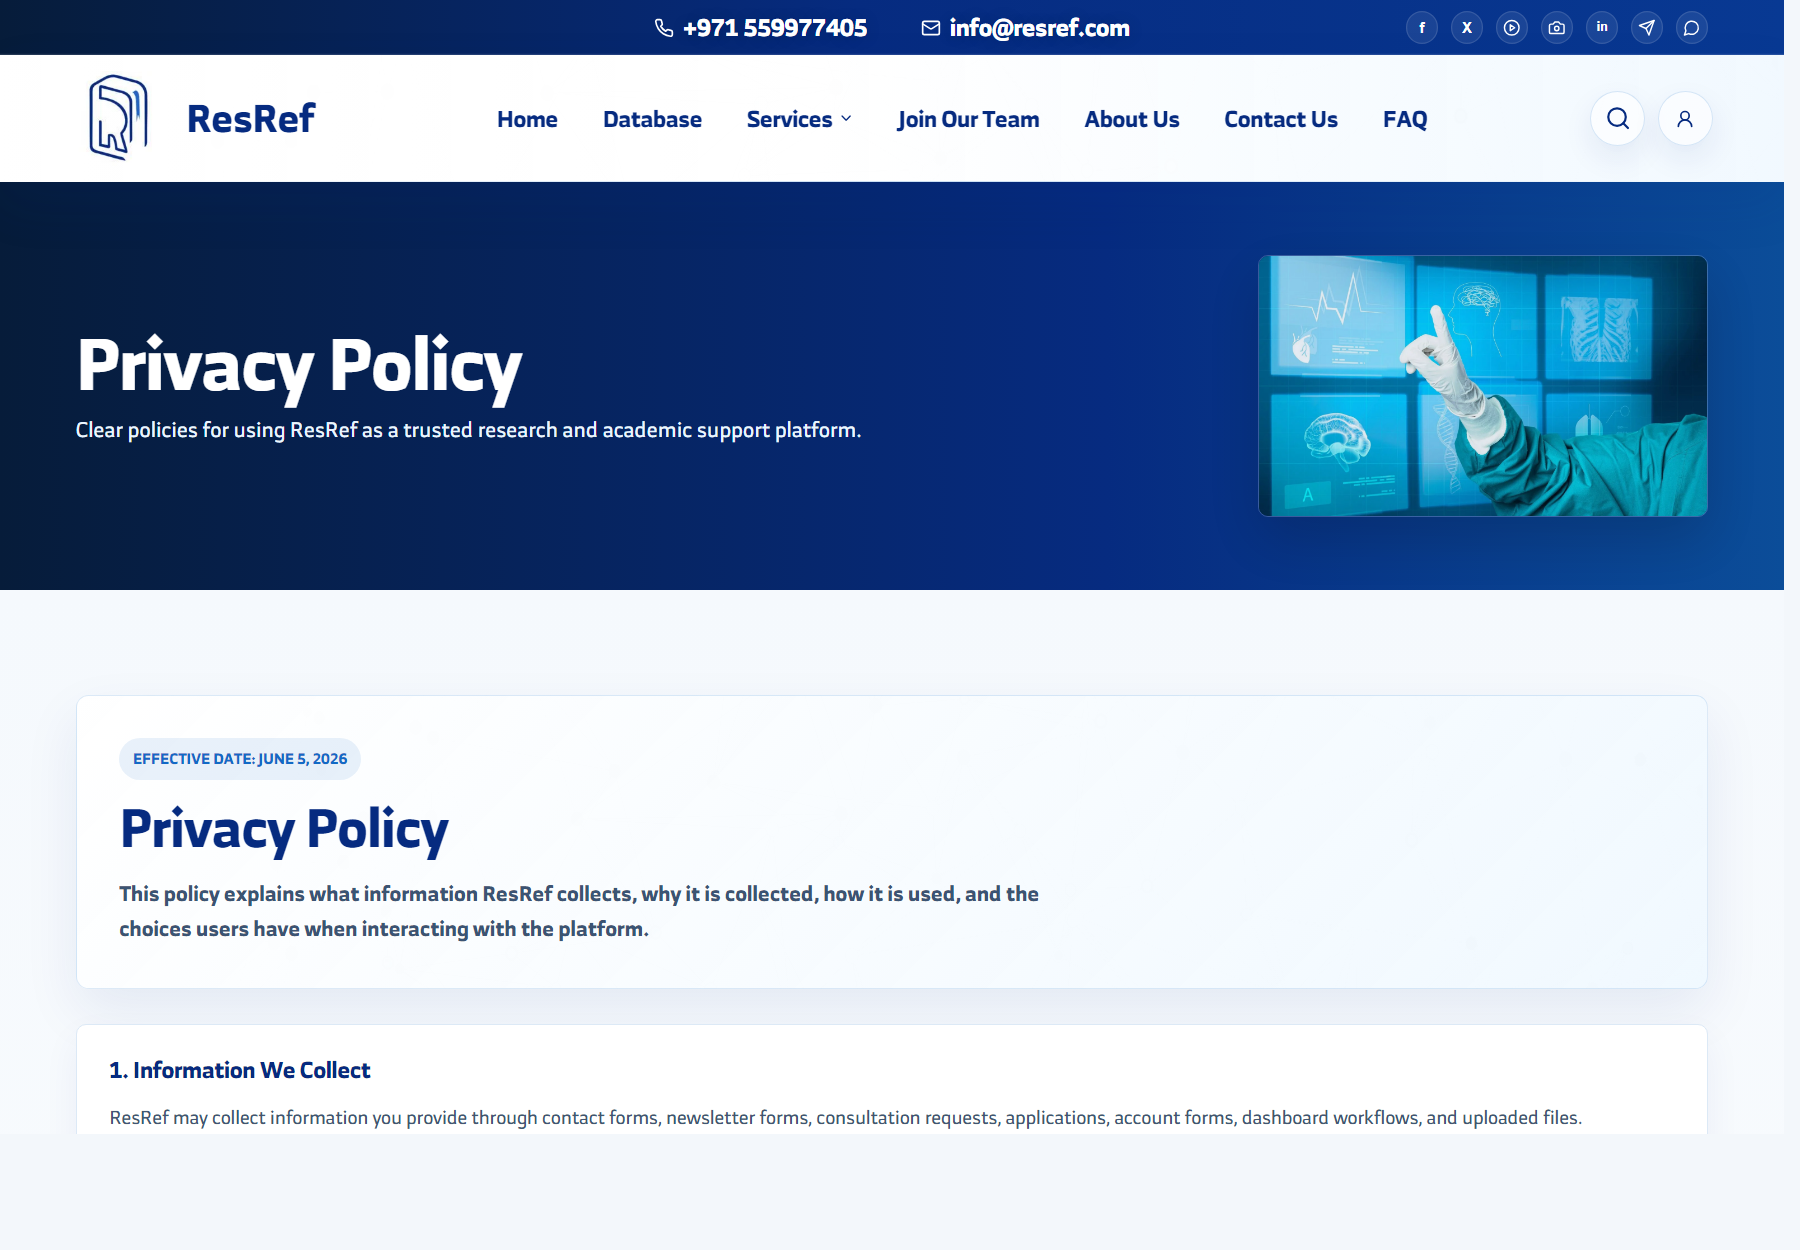 +971 559977405 info@resref.com f X in
ResRef Home Database Services Join Our Team About Us Contact Us FAQ
Privacy Policy
Clear policies for using ResRef as a trusted research and academic support platform.
A
EFFECTIVE DATE: JUNE 5, 2026
Privacy Policy
This policy explains what information ResRef collects, why it is collected, how it is used, and the
choices users have when interacting with the platform.
1. Information We Collect
ResRef may collect information you provide through contact forms, newsletter forms, consultation requests, applications, account forms, dashboard workflows, and uploaded files.